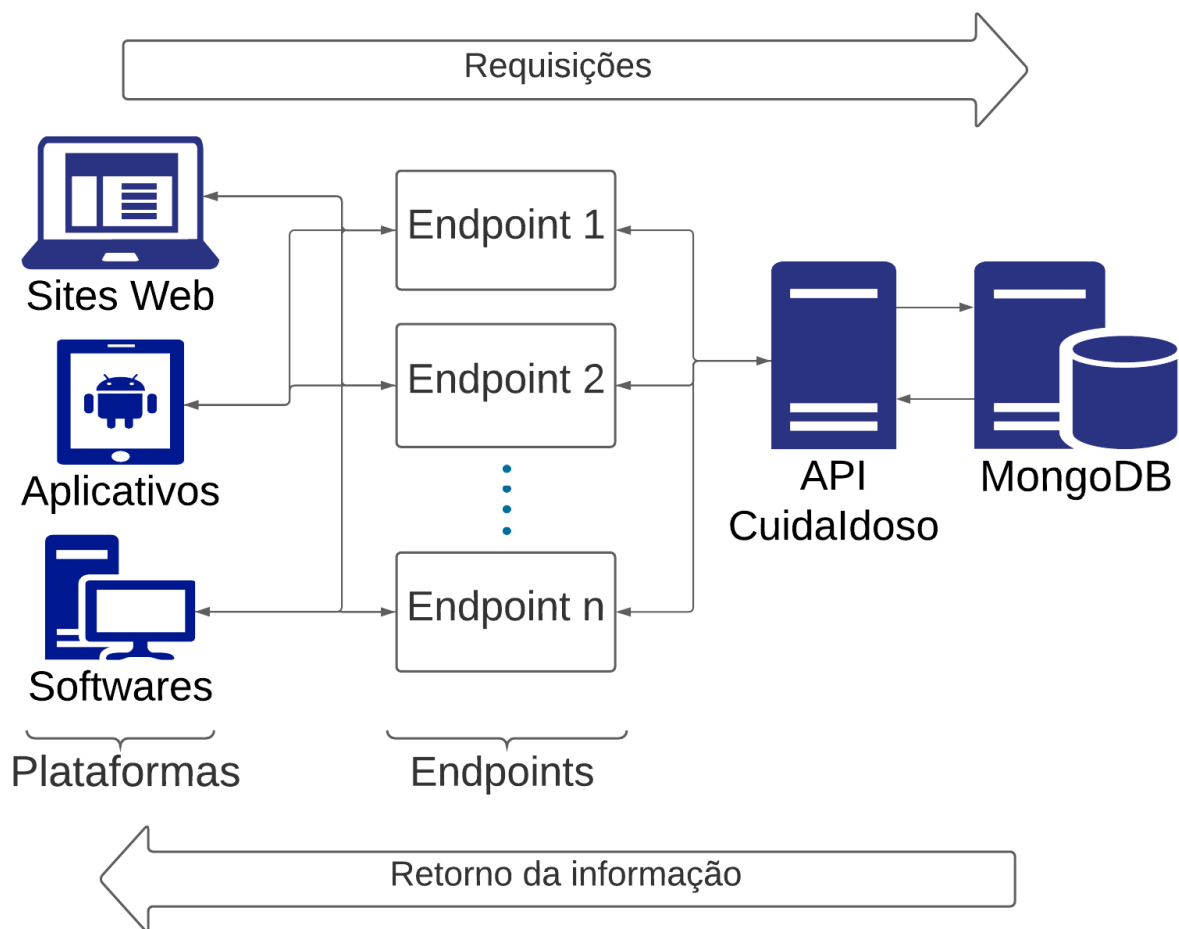 Requisições
Sites Web
Aplicativos
Softwares
Plataformas
Endpoint 1
Endpoint 2
Endpoint n
Endpoints
API
CuidaIdoso
MongoDB
Retorno da informação